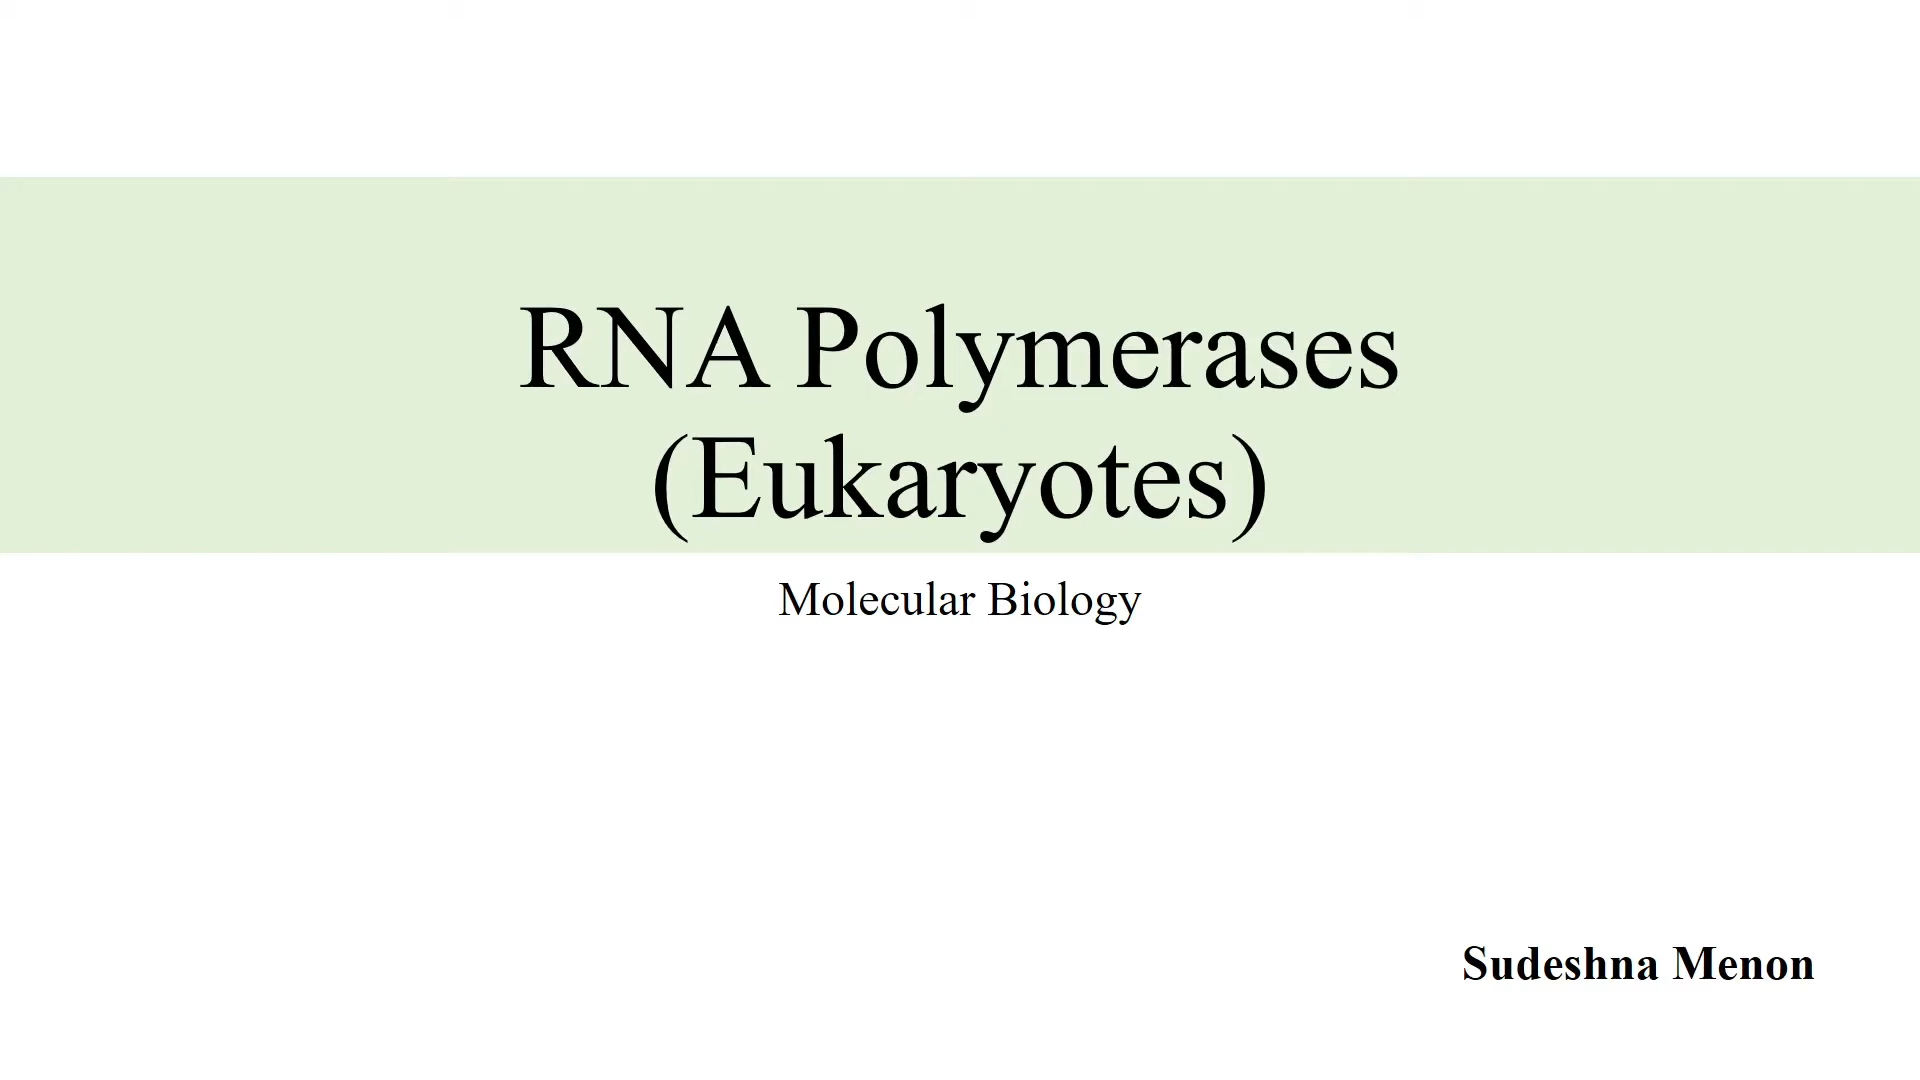 RNA Polymerases
(Eukaryotes)
Molecular Biology
Sudeshna Menon